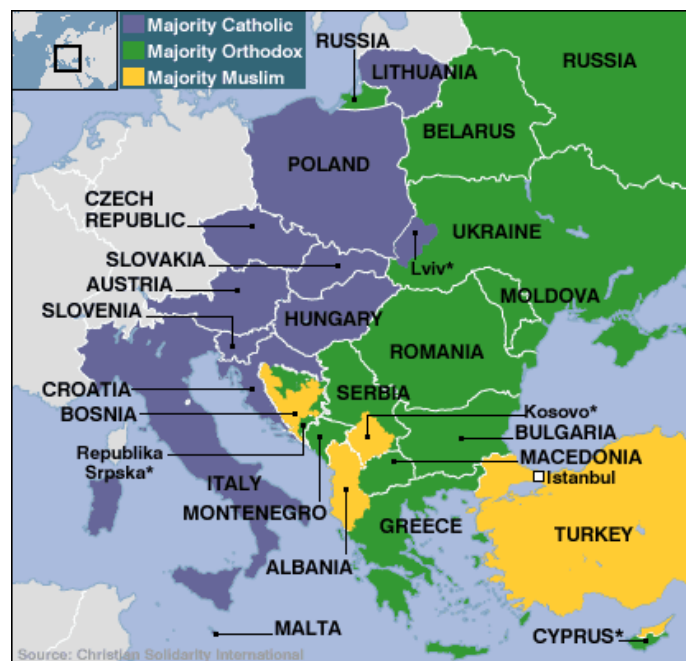 Majority Catholic
Majority Orthodox
Majority Muslim
RUSSIA
LITHUANIA
RUSSIA
BELARUS
POLAND
CZECH
REPUBLIC
UKRAINE
SLOVAKIA
Lviv*
AUSTRIA
MOLDOVA
SLOVENIA
HUNGARY
ROMANIA
CROATIA
SERBIA
BOSNIA
Kosovo*
BULGARIA
Republika
Srpska*
MACEDONIA
ITALY
Istanbul
MONTENEGRO
GREECE
TURKEY
ALBANIA
MALTA
CYPRUS*
Source: Christian Solidarity International